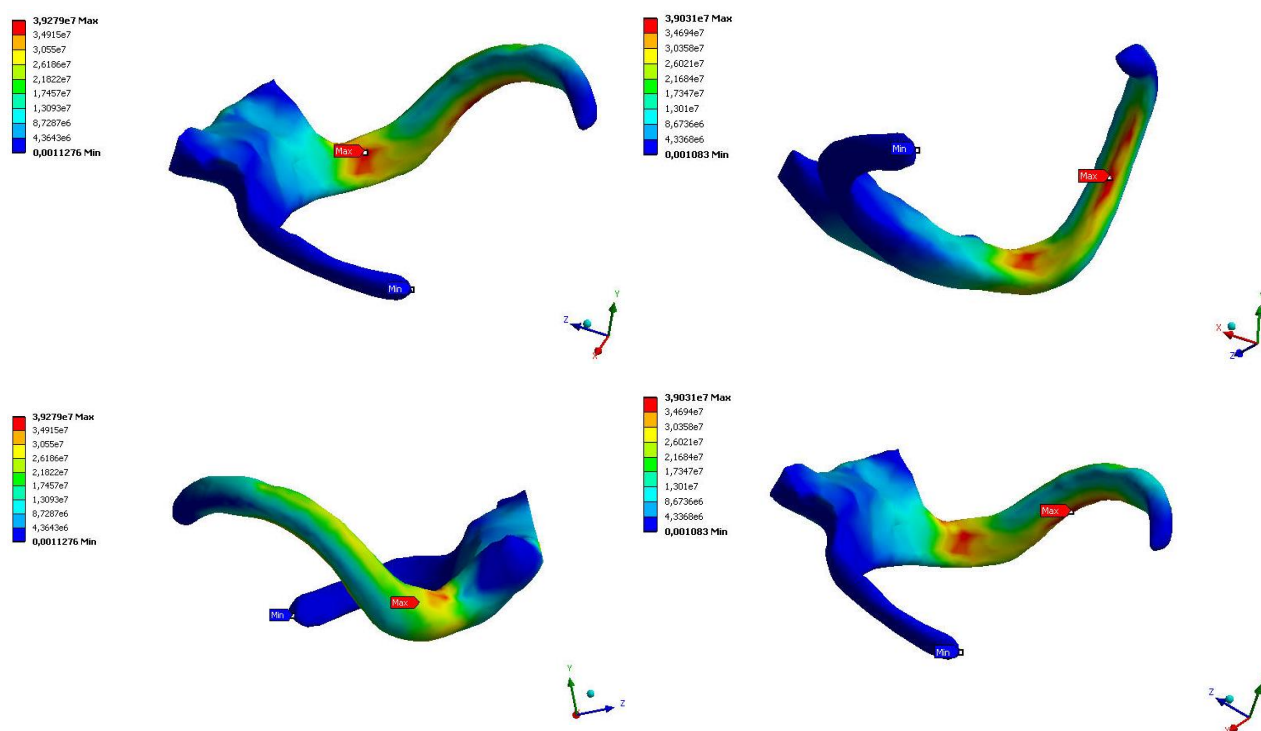 3,9279e7 Max
3,4915e7
3,055e7
2,6186e7
2,1822e7
1,7457e7
1,3093e7
8,7287e6
4,3643e6
0,0011276 Min
Max
Min
Y
Z
X
3,9031e7 Max
3,4694e7
3,0358e7
2,6021e7
2,1684e7
1,7347e7
1,301e7
8,6736e6
4,3368e6
0,001083 Min
Min
Max
Y
X
Z
3,9279e7 Max
3,4915e7
3,055e7
2,6186e7
2,1822e7
1,7457e7
1,3093e7
8,7287e6
4,3643e6
0,0011276 Min
Max
Min
Y
Z
3,9031e7 Max
3,4694e7
3,0358e7
2,6021e7
2,1684e7
1,7347e7
1,301e7
8,6736e6
4,3368e6
0,001083 Min
Max
Min
Z